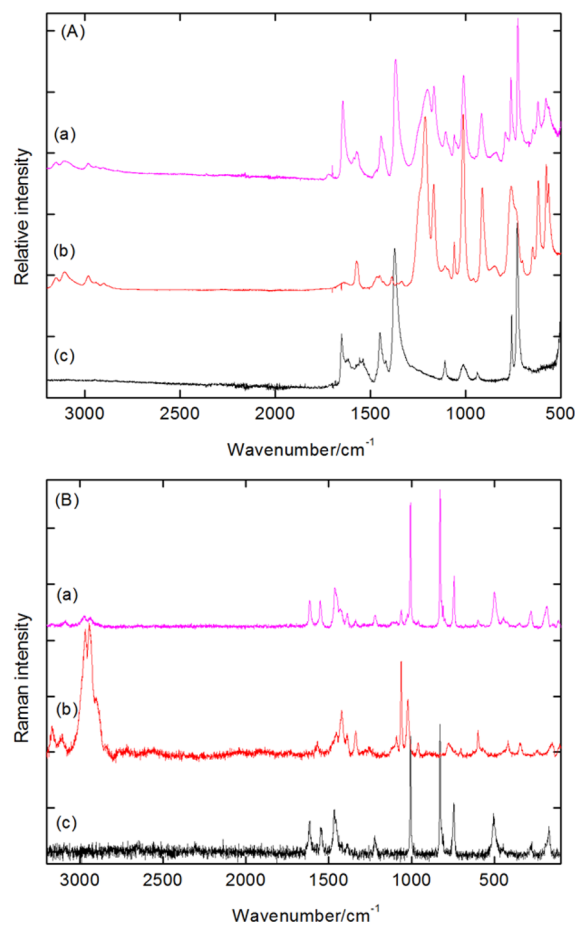 (A)
(a)
(b)
(c)
Relative intensity
3000 2500 2000 1500 1000 500
Wavenumber/cm⁻¹
(B)
(a)
(b)
(c)
Raman intensity
3000 2500 2000 1500 1000 500
Wavenumber/cm⁻¹